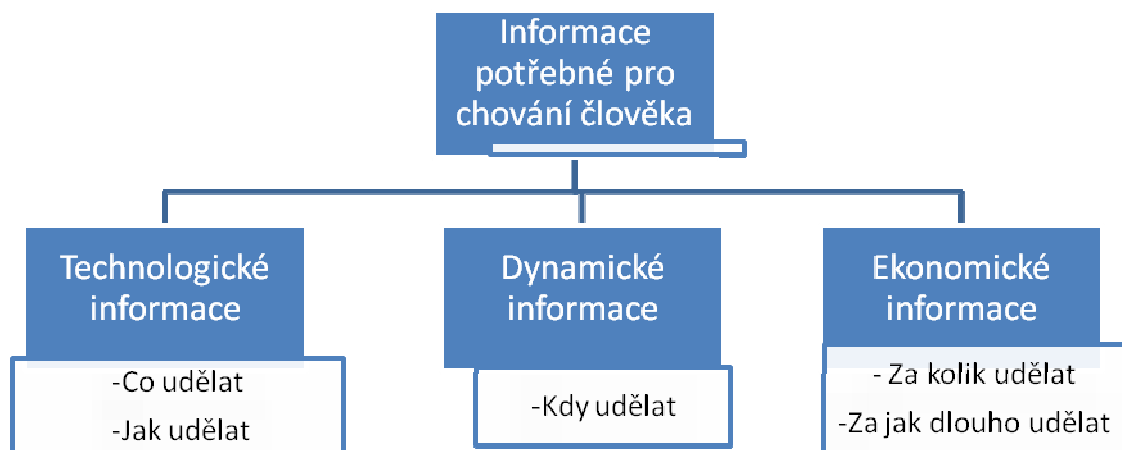 Informace
potřebné pro
chování člověka
Technologické
informace
-Co udělat
-Jak udělat
Dynamické
informace
-Kdy udělat
Ekonomické
informace
- Za kolik udělat
-Za jak dlouho udělat